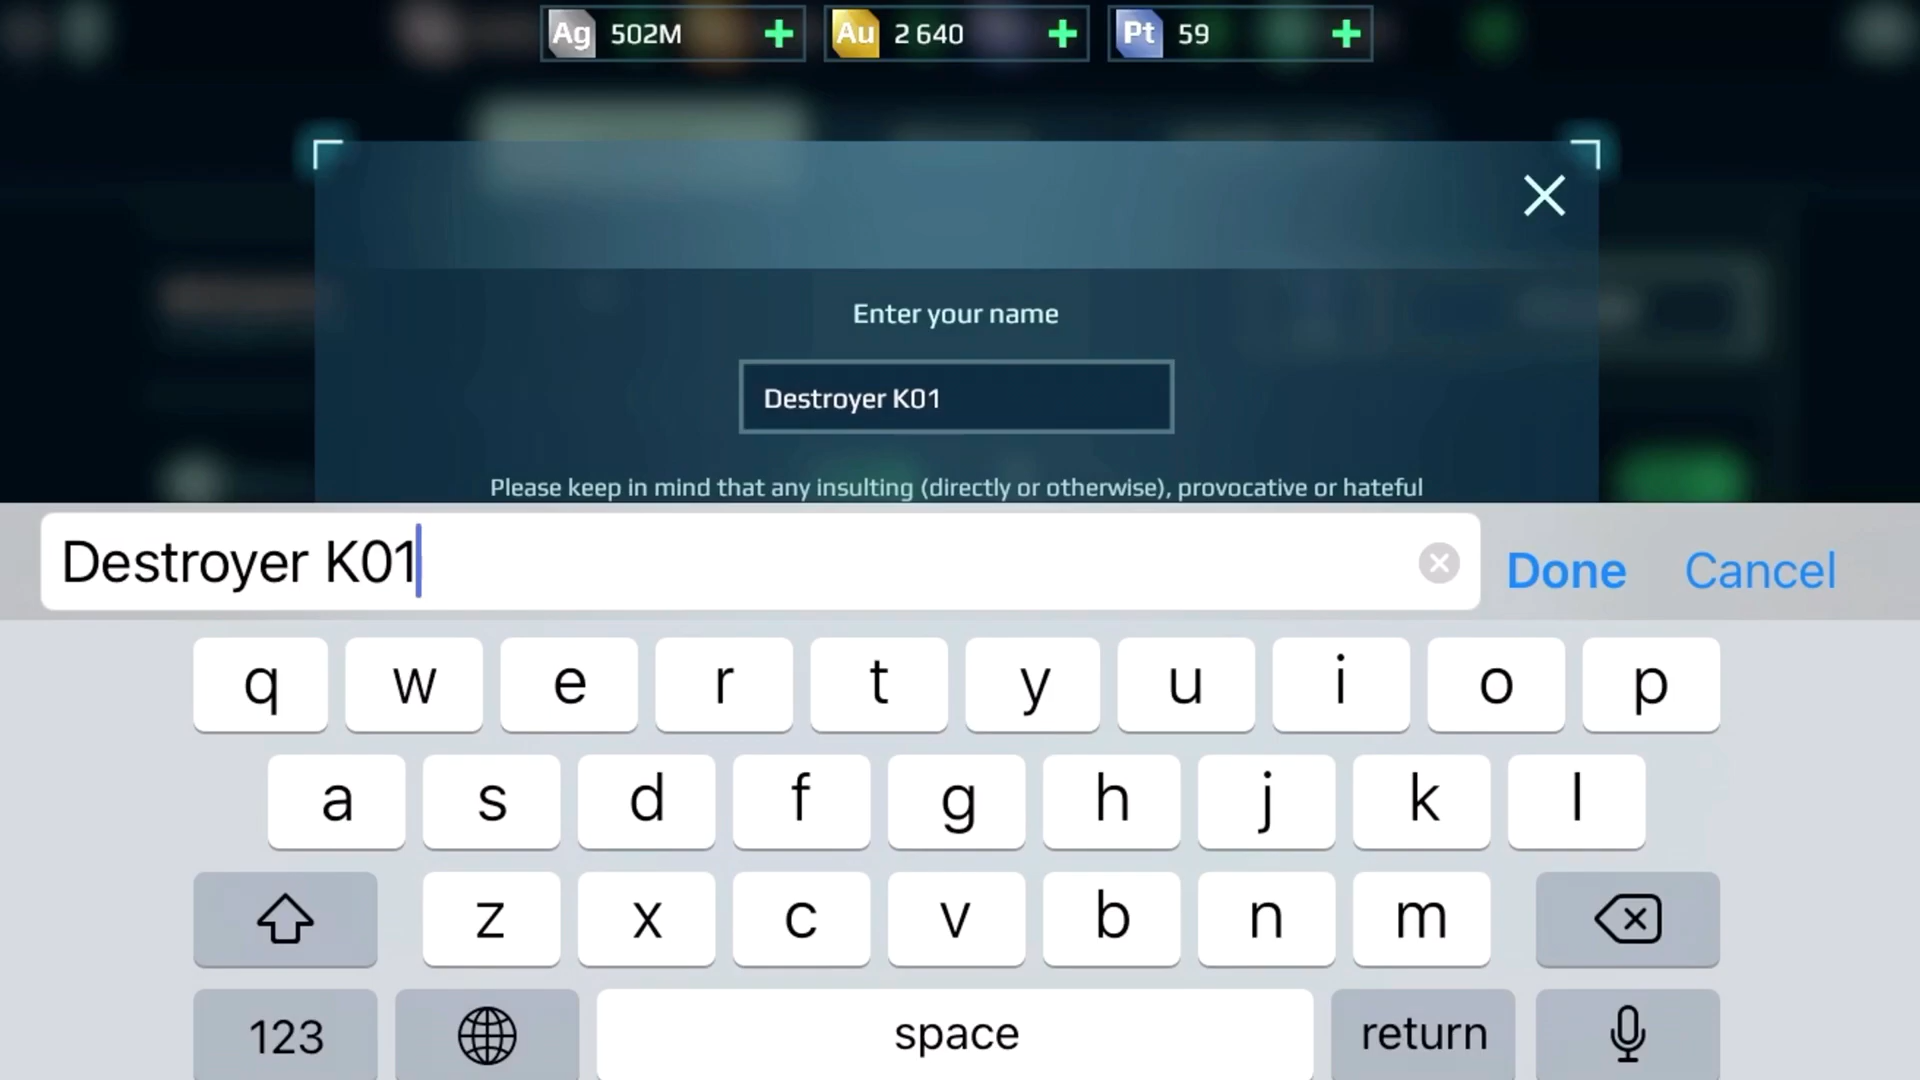 Ag 502M + Au 2 640 + Pt 59 +
Enter your name
Destroyer K01
Please keep in mind that any insulting (directly or otherwise), provocative or hateful
Destroyer K01 Done Cancel
q w e r t y u i o p
a s d f g h j k l
z x c v b n m
123 space return